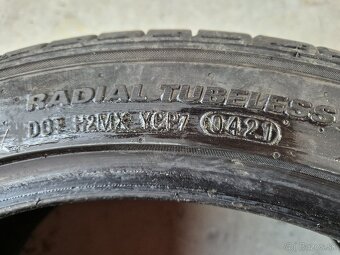 RADIAL TUBELESS
DOT H2MX YCP7 0421